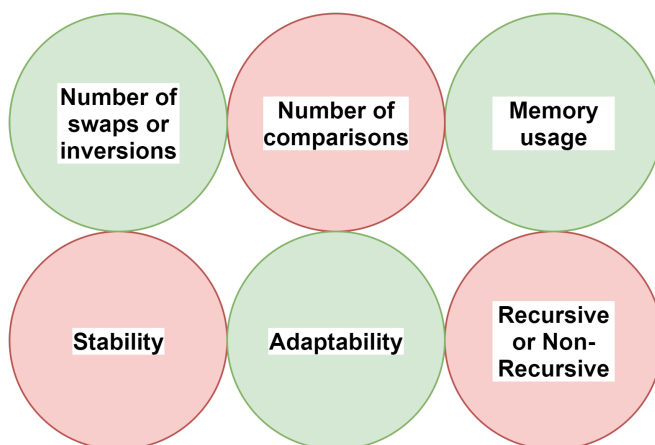 Number of
swaps or
inversions
Number of
comparisons
Memory
usage
Stability
Adaptability
Recursive
or Non-
Recursive